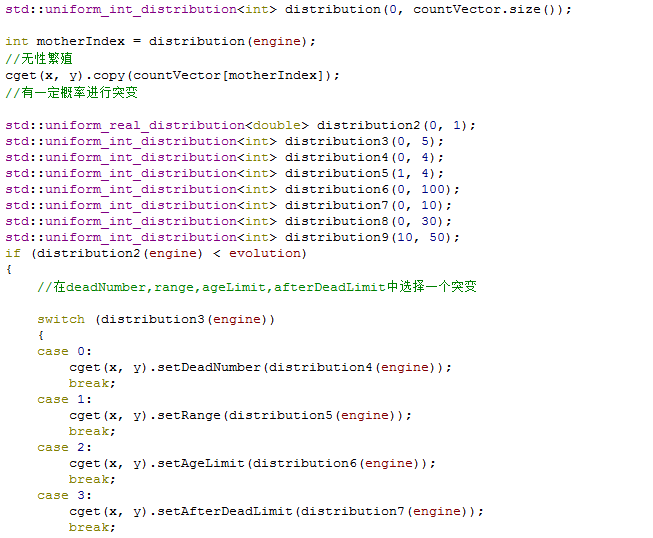 std::uniform_int_distribution<int> distribution(0, countVector.size());
int motherIndex = distribution(engine);
//无性繁殖
cget(x, y).copy(countVector[motherIndex]);
//有一定概率进行突变
std::uniform_real_distribution<double> distribution2(0, 1);
std::uniform_int_distribution<int> distribution3(0, 5);
std::uniform_int_distribution<int> distribution4(0, 4);
std::uniform_int_distribution<int> distribution5(1, 4);
std::uniform_int_distribution<int> distribution6(0, 100);
std::uniform_int_distribution<int> distribution7(0, 10);
std::uniform_int_distribution<int> distribution8(0, 30);
std::uniform_int_distribution<int> distribution9(10, 50);
if (distribution2(engine) < evolution)
{
    //在deadNumber,range,ageLimit,afterDeadLimit中选择一个突变
    switch (distribution3(engine))
    {
    case 0:
        cget(x, y).setDeadNumber(distribution4(engine));
        break;
    case 1:
        cget(x, y).setRange(distribution5(engine));
        break;
    case 2:
        cget(x, y).setAgeLimit(distribution6(engine));
        break;
    case 3:
        cget(x, y).setAfterDeadLimit(distribution7(engine));
        break;